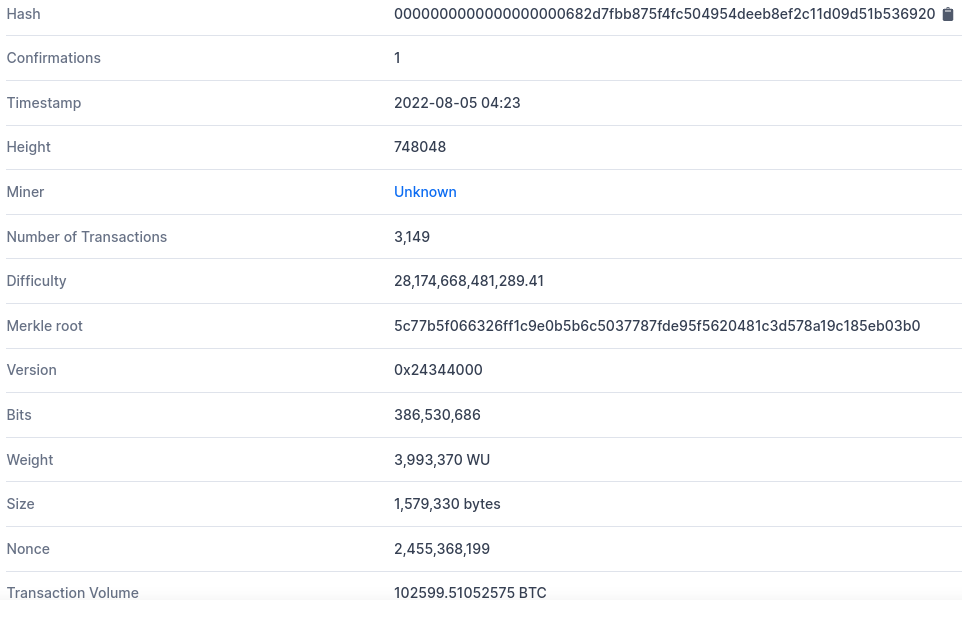 Hash 0000000000000000000682d7fbb875f4fc504954deeb8ef2c11d09d51b536920
Confirmations 1
Timestamp 2022-08-05 04:23
Height 748048
Miner Unknown
Number of Transactions 3,149
Difficulty 28,174,668,481,289.41
Merkle root 5c77b5f066326ff1c9e0b5b6c5037787fde95f5620481c3d578a19c185eb03b0
Version 0x24344000
Bits 386,530,686
Weight 3,993,370 WU
Size 1,579,330 bytes
Nonce 2,455,368,199
Transaction Volume 102599.51052575 BTC